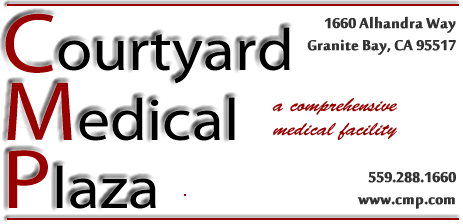 Courtyard
Medical
Plaza
1660 Alhandra Way
Granite Bay, CA 95517
a comprehensive
medical facility
559.288.1660
www.cmp.com